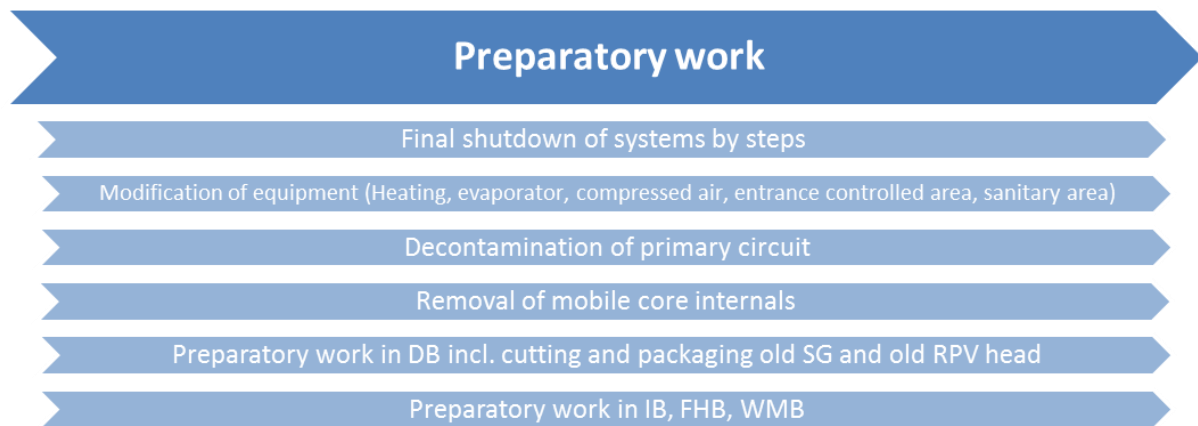 Preparatory work
Final shutdown of systems by steps
Modification of equipment (Heating, evaporator, compressed air, entrance controlled area, sanitary area)
Decontamination of primary circuit
Removal of mobile core internals
Preparatory work in DB incl. cutting and packaging old SG and old RPV head
Preparatory work in IB, FHB, WMB